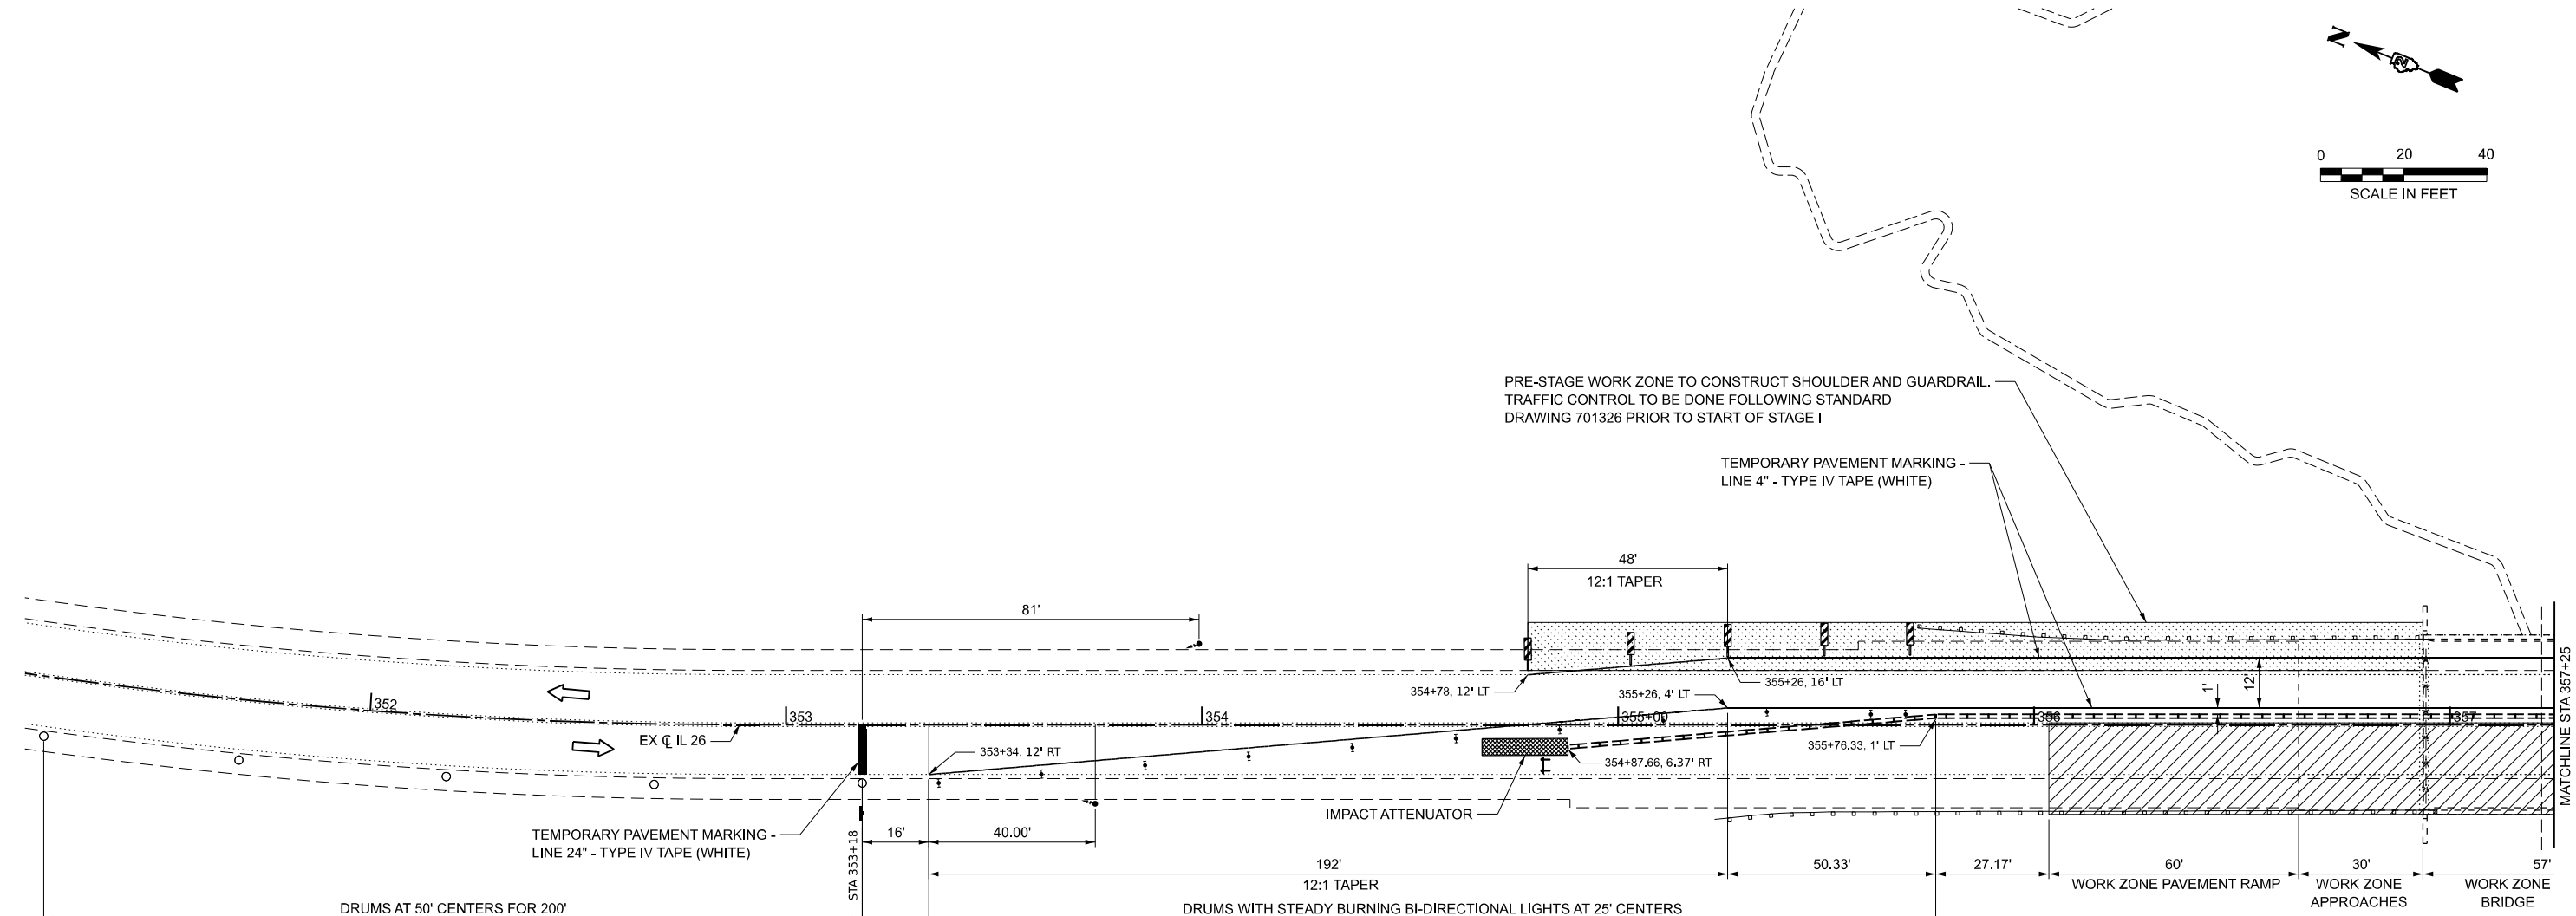 N
0 20 40
SCALE IN FEET
PRE-STAGE WORK ZONE TO CONSTRUCT SHOULDER AND GUARDRAIL.
TRAFFIC CONTROL TO BE DONE FOLLOWING STANDARD
DRAWING 701326 PRIOR TO START OF STAGE I
TEMPORARY PAVEMENT MARKING -
LINE 4" - TYPE IV TAPE (WHITE)
48'
12:1 TAPER
81'
354+78, 12' LT
355+26, 16' LT
355+26, 4' LT
1'
12'
352
353
354
355+00
356
357
EX ℄ IL 26
353+34, 12' RT
355+76.33, 1' LT
354+87.66, 6.37' RT
IMPACT ATTENUATOR
MATCHLINE STA 357+25
TEMPORARY PAVEMENT MARKING -
LINE 24" - TYPE IV TAPE (WHITE)
STA 353+18
16'
40.00'
192'
12:1 TAPER
50.33'
27.17'
60'
WORK ZONE PAVEMENT RAMP
30'
WORK ZONE
APPROACHES
57'
WORK ZONE
BRIDGE
DRUMS AT 50' CENTERS FOR 200'
DRUMS WITH STEADY BURNING BI-DIRECTIONAL LIGHTS AT 25' CENTERS